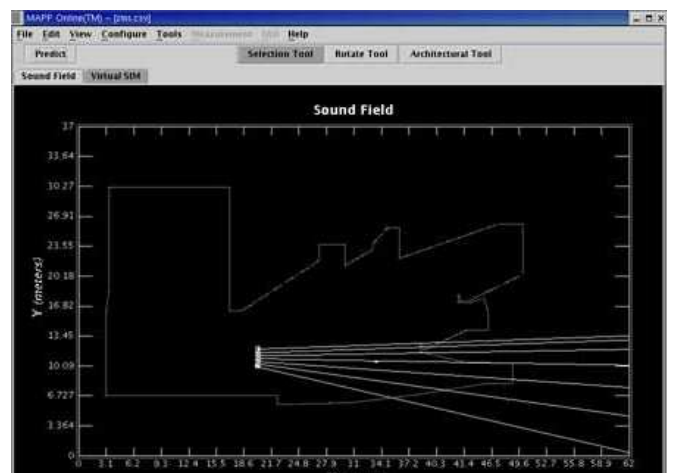 MAPP Online(TM) – [zms.csv]
File Edit View Configure Tools Measurement Help
Predict Selection Tool Rotate Tool Architectural Tool
Sound Field Virtual SIM
Sound Field
37
33.64
30.27
26.91
23.55
20.18
16.82
13.45
10.09
6.727
3.364
0
Y (meters)
0 3.1 6.2 9.3 12.4 15.5 18.6 21.7 24.8 27.9 31 34.1 37.2 40.3 43.4 46.5 49.6 52.7 55.8 58.9 62